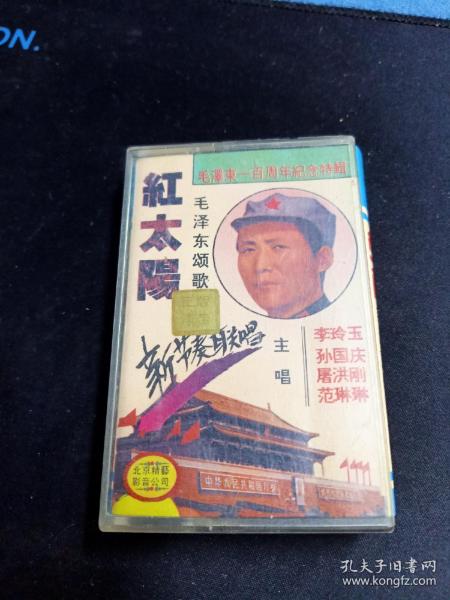 ON.
毛澤東一百周年紀念特輯
紅太陽
毛泽东颂歌
新节奏联唱
主唱
李玲玉
孙国庆
屠洪刚
范琳琳
北京精藝
影音公司
孔夫子旧书网
www.kongfz.com